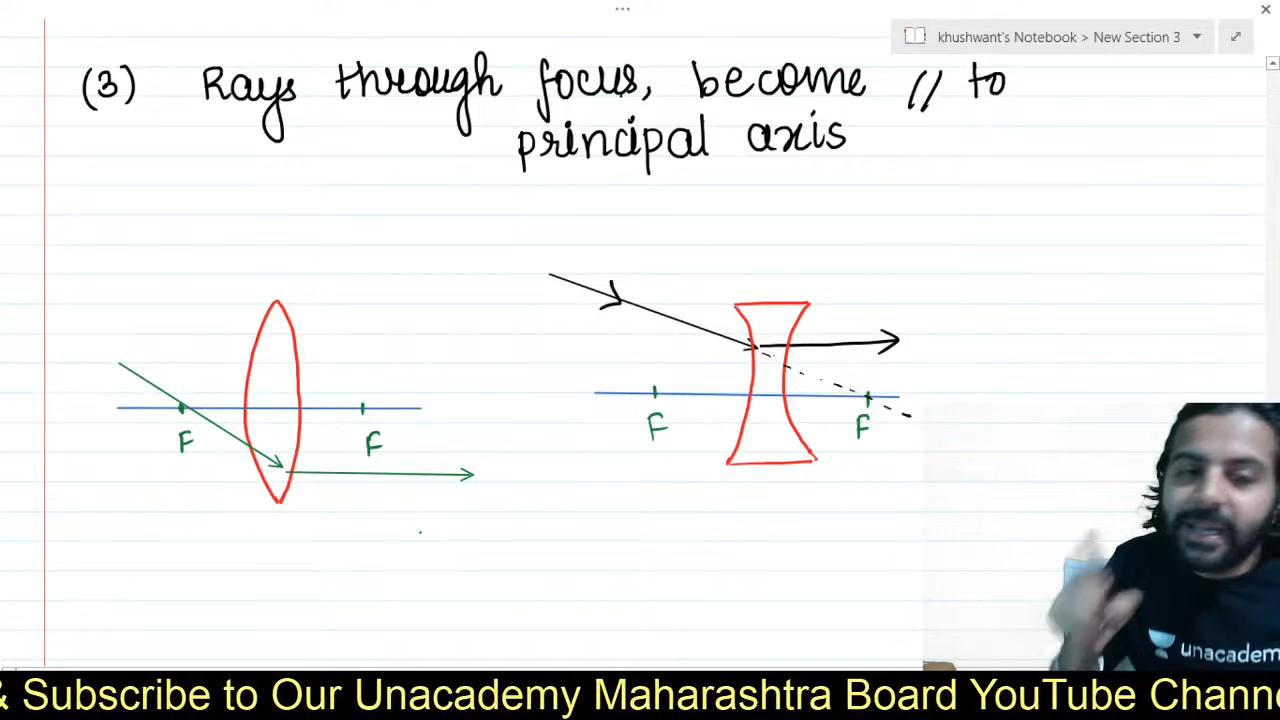 khushwant's Notebook > New Section 3
(3) Rays through focus, become // to
principal axis
F
F
F
F
unacadem
& Subscribe to Our Unacademy Maharashtra Board YouTube Chann